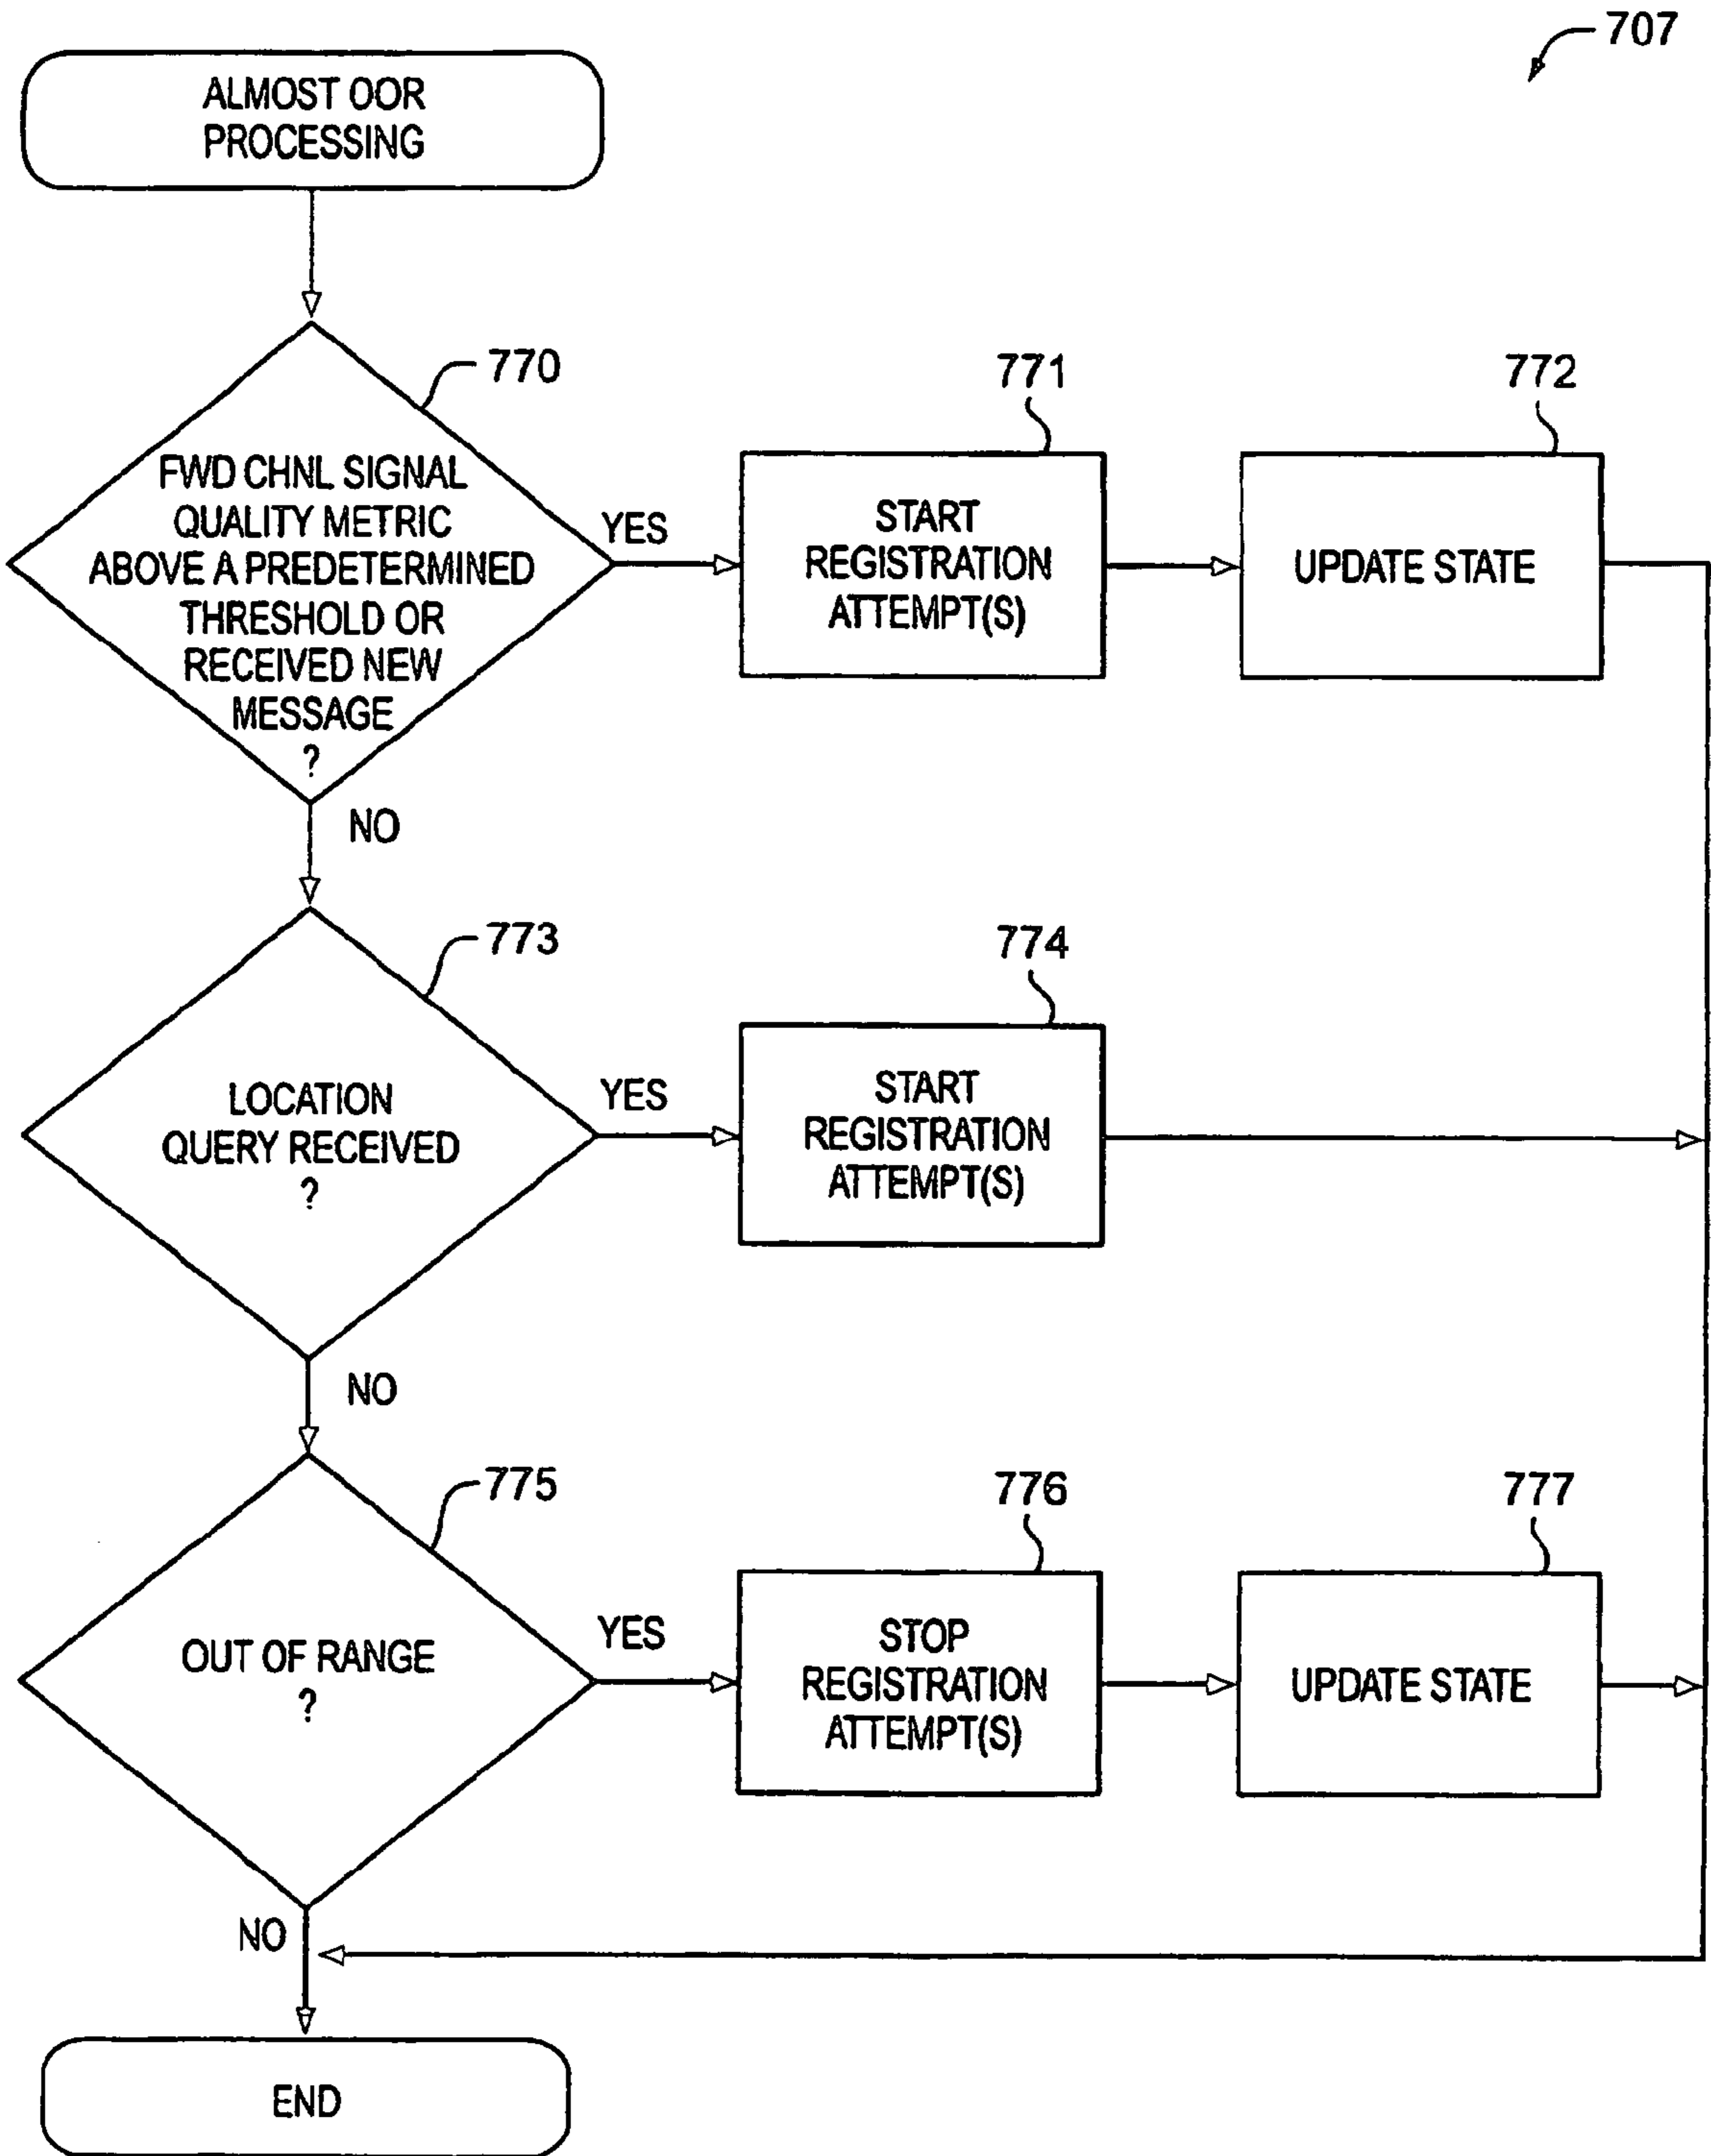 707
ALMOST OOR
PROCESSING
770
FWD CHNL SIGNAL
QUALITY METRIC
ABOVE A PREDETERMINED
THRESHOLD OR
RECEIVED NEW
MESSAGE
?
YES
771
START
REGISTRATION
ATTEMPT(S)
772
UPDATE STATE
NO
773
LOCATION
QUERY RECEIVED
?
YES
774
START
REGISTRATION
ATTEMPT(S)
NO
775
OUT OF RANGE
?
YES
776
STOP
REGISTRATION
ATTEMPT(S)
777
UPDATE STATE
NO
END